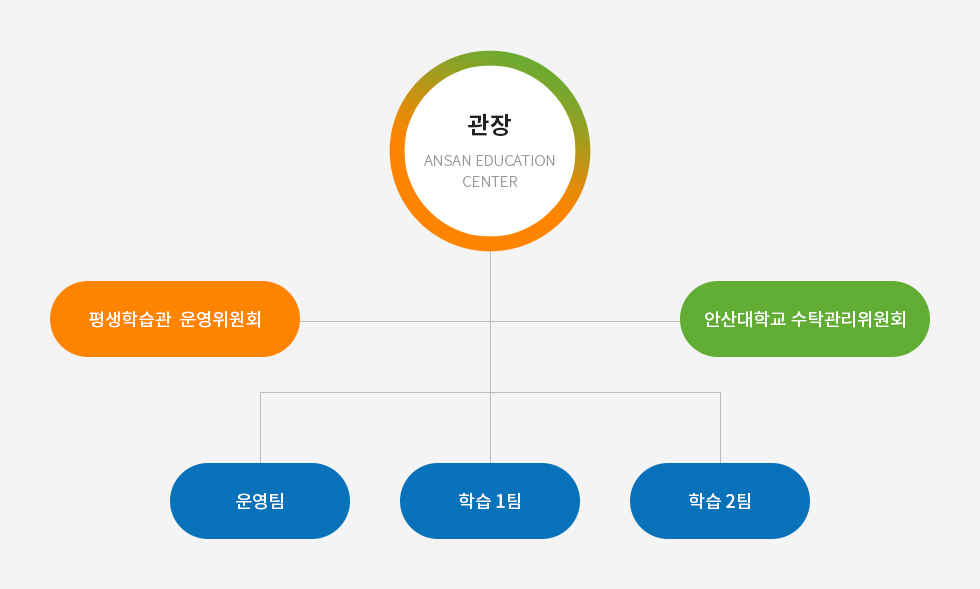 관장
ANSAN EDUCATION
CENTER
평생학습관 운영위원회
안산대학교 수탁관리위원회
운영팀
학습 1팀
학습 2팀